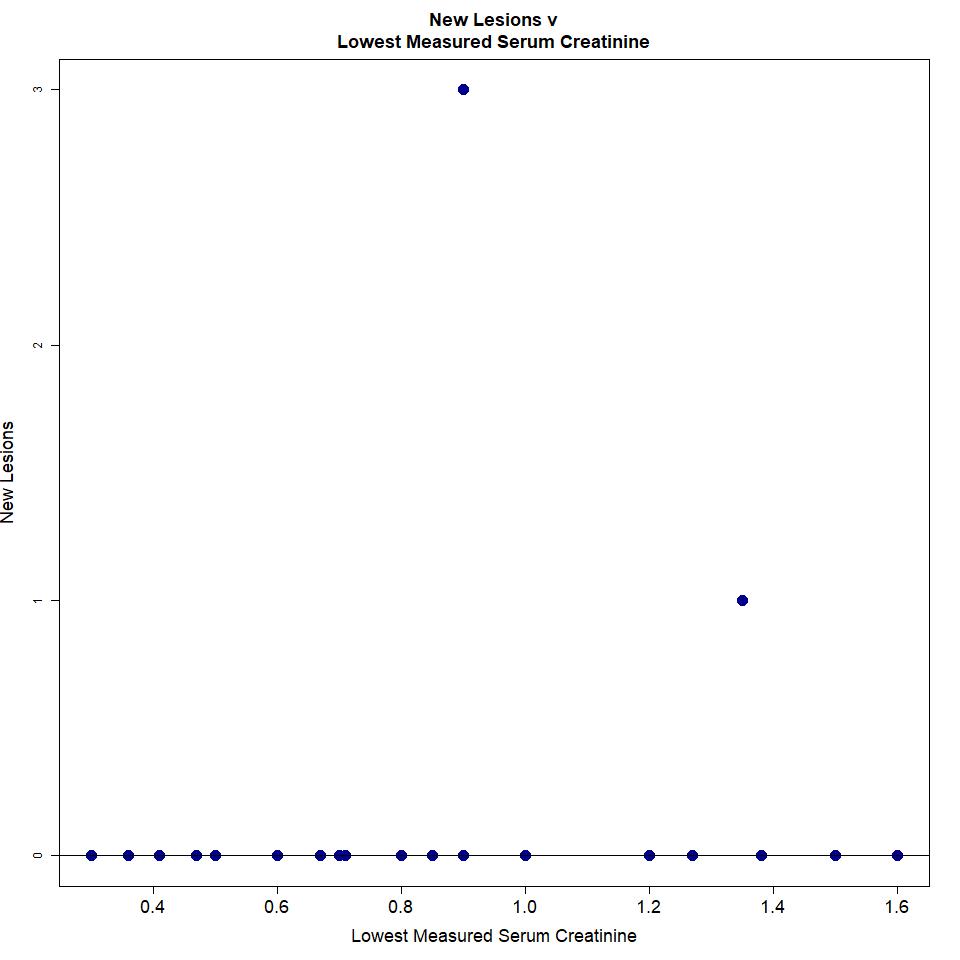 New Lesions v
Lowest Measured Serum Creatinine
3
2
1
0
New Lesions
0.4 0.6 0.8 1.0 1.2 1.4 1.6
Lowest Measured Serum Creatinine